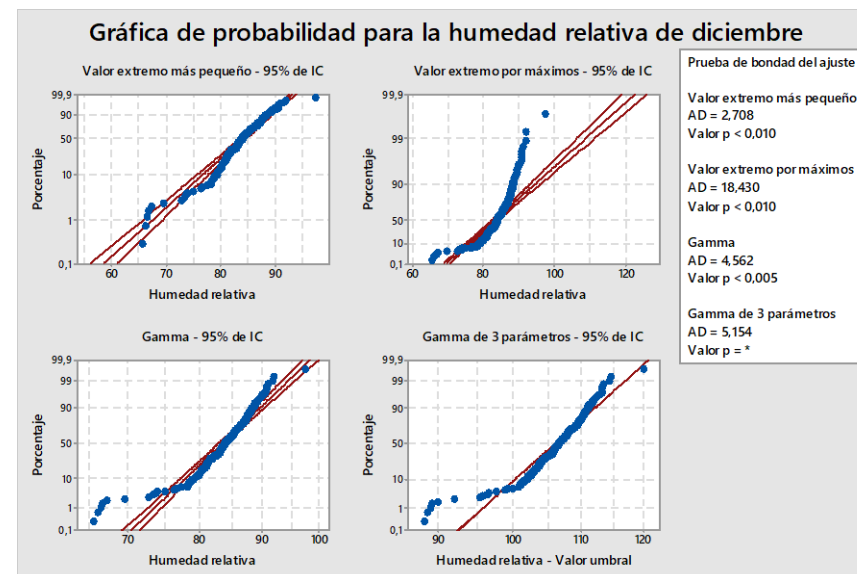 Gráfica de probabilidad para la humedad relativa de diciembre
Valor extremo más pequeño - 95% de IC
99,9
90
50
10
1
0,1
Porcentaje
60 70 80 90
Humedad relativa
Valor extremo por máximos - 95% de IC
99,9
99
90
50
10
0,1
Porcentaje
60 80 100 120
Humedad relativa
Gamma - 95% de IC
99,9
99
90
50
10
1
0,1
Porcentaje
70 80 90 100
Humedad relativa
Gamma de 3 parámetros - 95% de IC
99,9
99
90
50
10
1
0,1
Porcentaje
90 100 110 120
Humedad relativa - Valor umbral
Prueba de bondad del ajuste
Valor extremo más pequeño
AD = 2,708
Valor p < 0,010
Valor extremo por máximos
AD = 18,430
Valor p < 0,010
Gamma
AD = 4,562
Valor p < 0,005
Gamma de 3 parámetros
AD = 5,154
Valor p = *